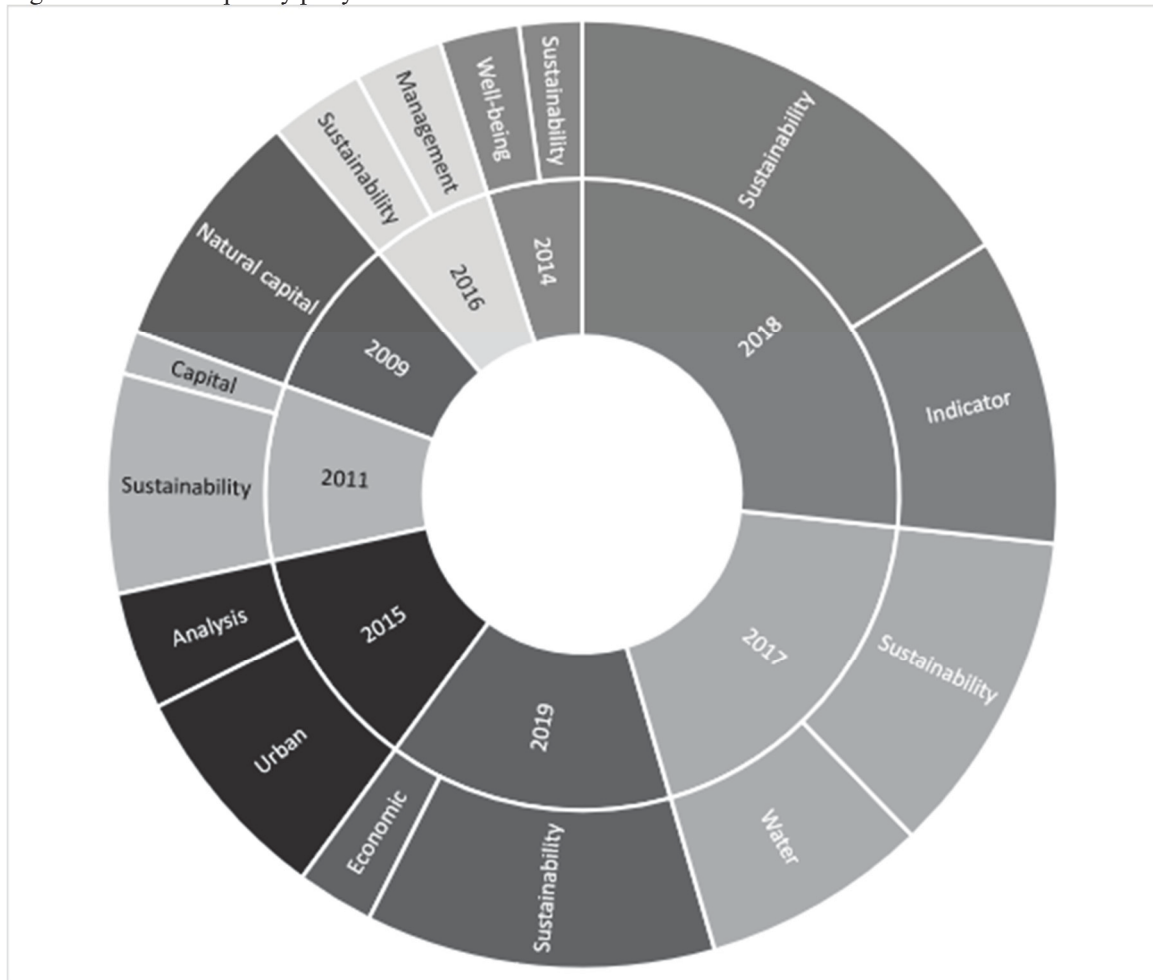 Sustainability
Indicator
2018
Sustainability
Water
2017
Sustainability
Economic
2019
Urban
Analysis
2015
Sustainability
Capital
2011
Natural capital
2009
Sustainability
Management
2016
Well-being
Sustainability
2014